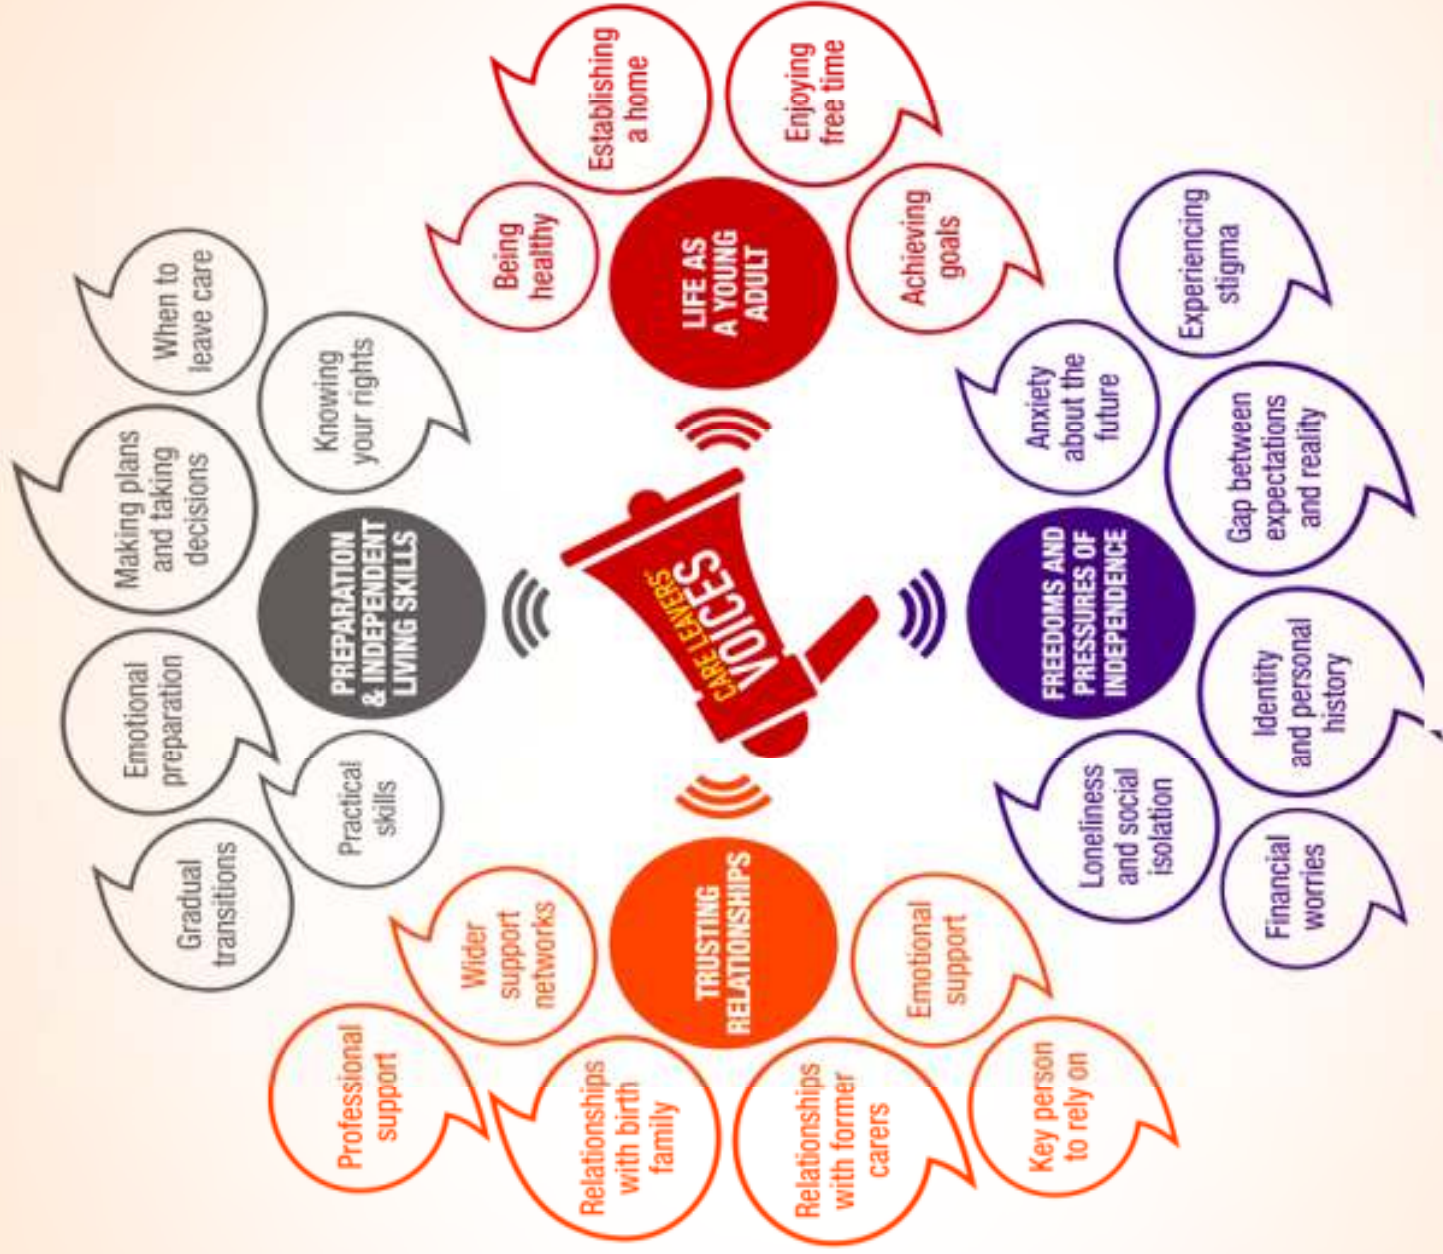 CARE LEAVERS'
VOICES
PREPARATION
& INDEPENDENT
LIVING SKILLS
Gradual
transitions
Practical
skills
Emotional
preparation
Making plans
and taking
decisions
When to
leave care
Knowing
your rights
LIFE AS
A YOUNG
ADULT
Being
healthy
Establishing
a home
Enjoying
free time
Achieving
goals
FREEDOMS AND
PRESSURES OF
INDEPENDENCE
Anxiety
about the
future
Experiencing
stigma
Gap between
expectations
and reality
Identity
and personal
history
Financial
worries
Loneliness
and social
isolation
TRUSTING
RELATIONSHIPS
Emotional
support
Key person
to rely on
Relationships
with former
carers
Relationships
with birth
family
Professional
support
Wider
support
networks